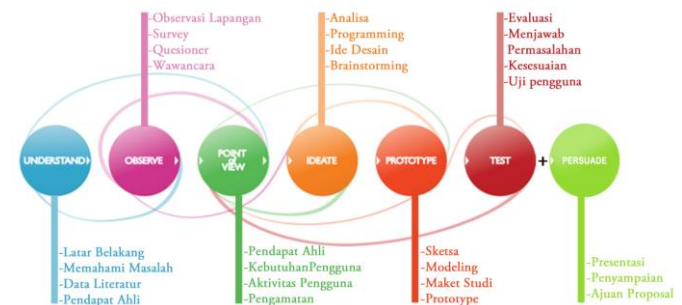 -Observasi Lapangan
-Survey
-Quesioner
-Wawancara
-Analisa
-Programming
-Ide Desain
-Brainstorming
-Evaluasi
-Menjawab
Permasalahan
-Kesesuaian
-Uji pengguna
UNDERSTAND
OBSERVE
POINT
of
VIEW
IDEATE
PROTOTYPE
TEST
+
PERSUADE
-Latar Belakang
-Memahami Masalah
-Data Literatur
-Pendapat Ahli
-Pendapat Ahli
-KebutuhanPengguna
-Aktivitas Pengguna
-Pengamatan
-Sketsa
-Modeling
-Maket Studi
-Prototype
-Presentasi
-Penyampaian
-Ajuan Proposal